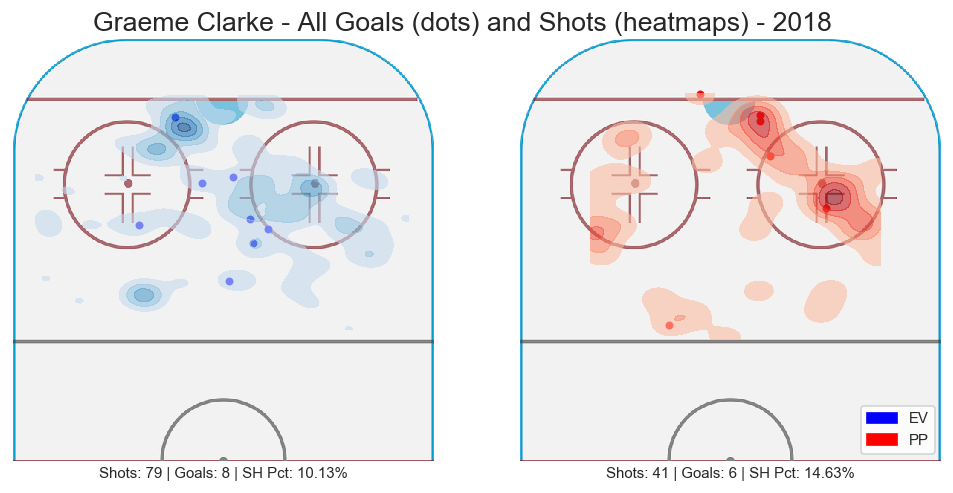 Graeme Clarke - All Goals (dots) and Shots (heatmaps) - 2018
EV
PP
Shots: 79 | Goals: 8 | SH Pct: 10.13%
Shots: 41 | Goals: 6 | SH Pct: 14.63%